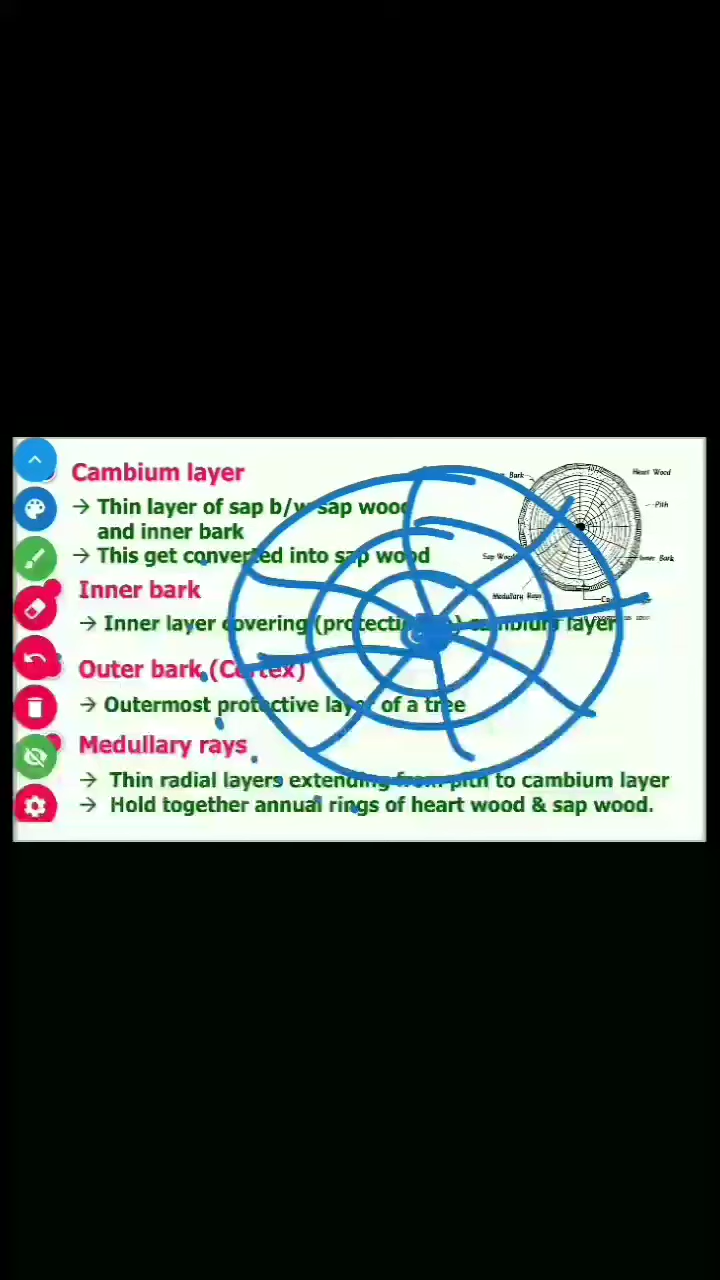 Cambium layer
→ Thin layer of sap b/w sap wood
and inner bark
→ This get converted into sap wood
Inner bark
→ Inner layer covering cambium layer
Outer bark (Cortex)
→ Outermost protective layer of a tree
Medullary rays
→ Thin radial layers extending from pith to cambium layer
→ Hold together annual rings of heart wood & sap wood.
Bark
Heart Wood
Pith
Sap Wood
Inner Bark
Medullary Rays